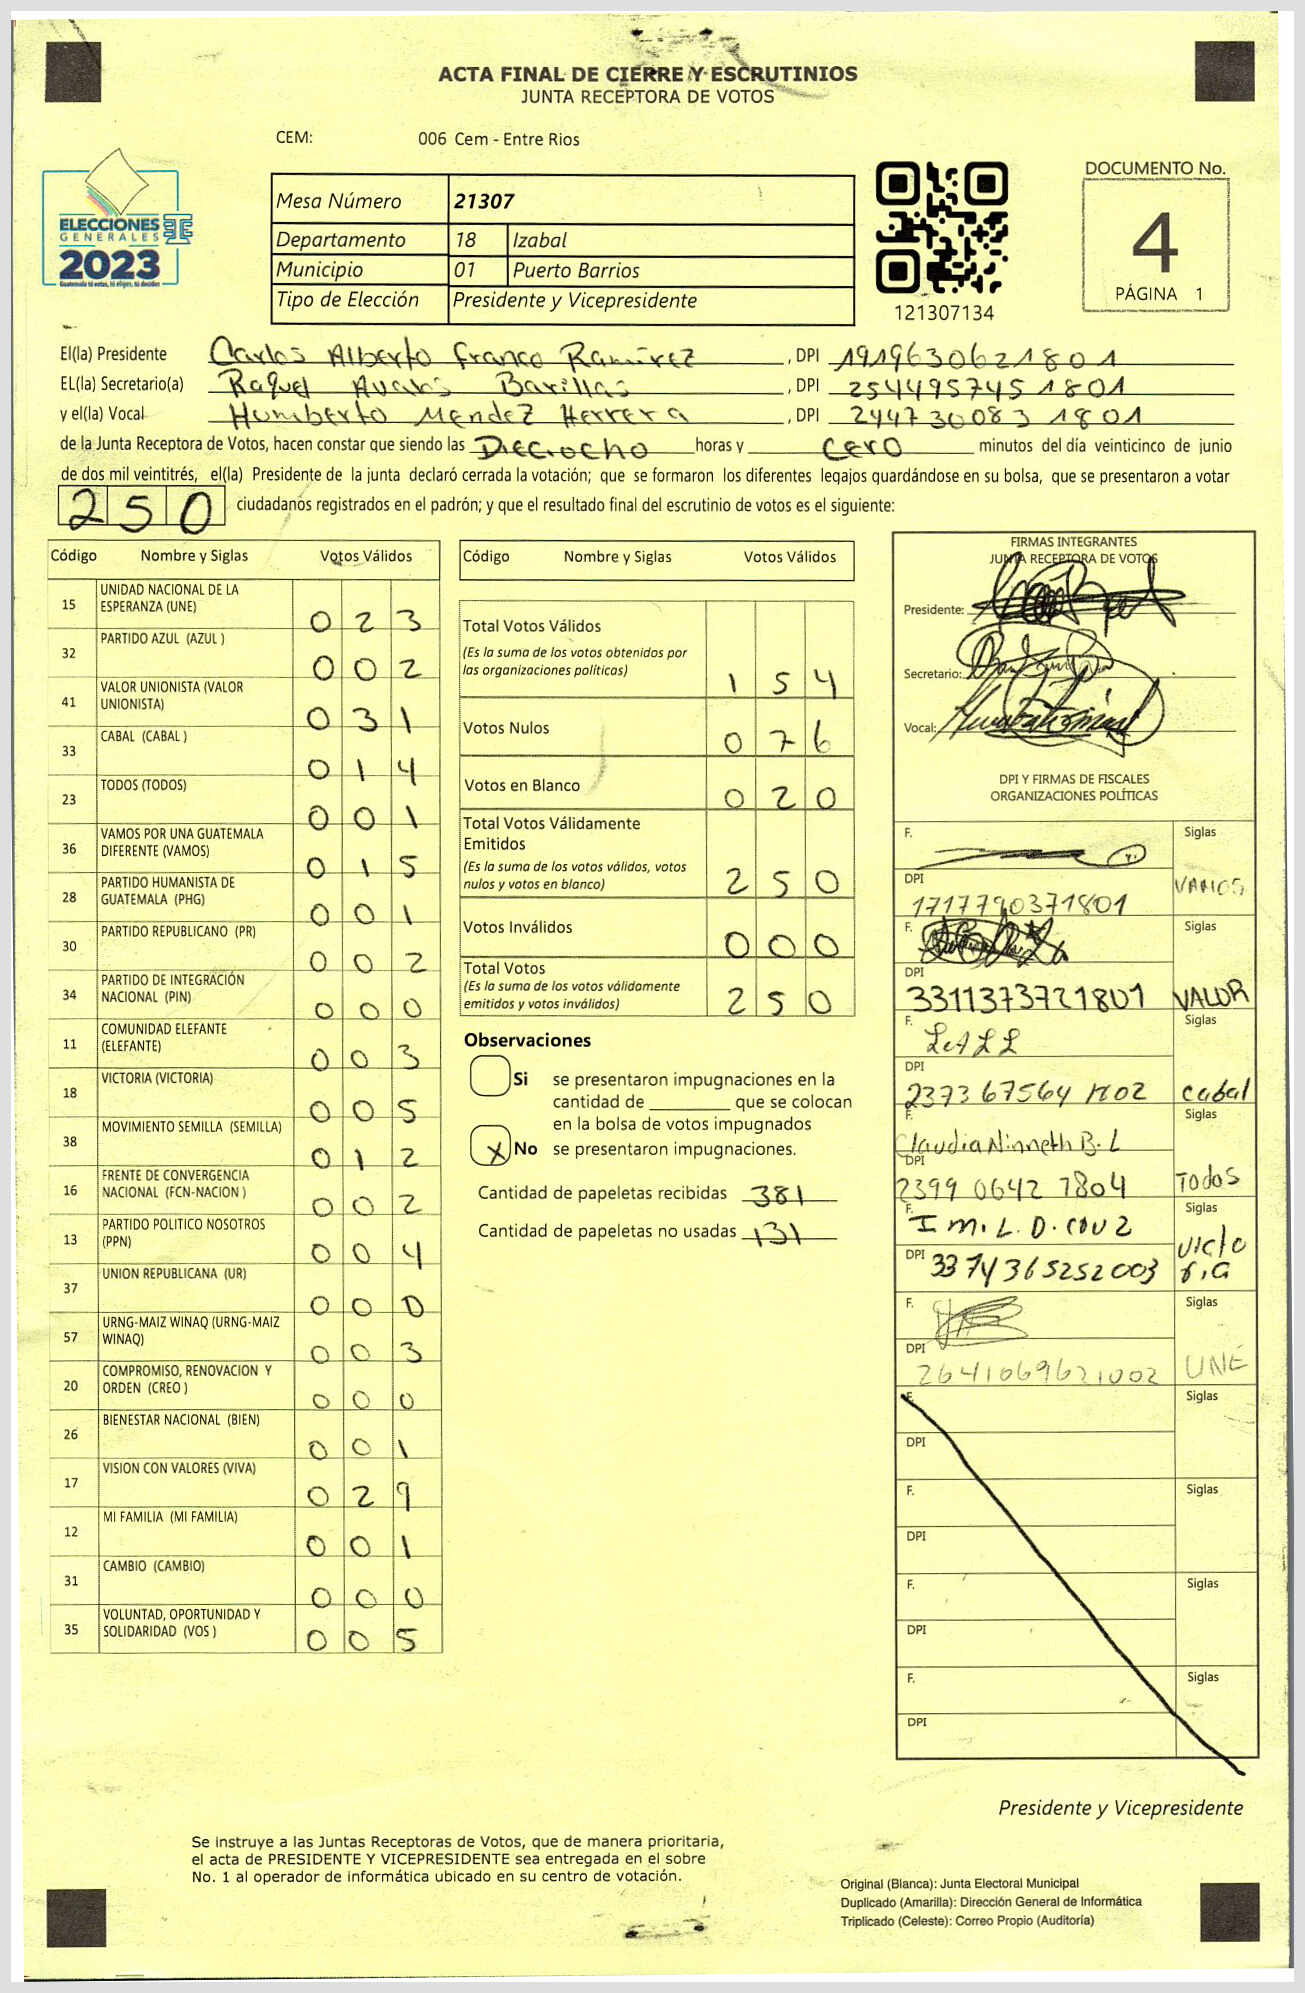 ACTA FINAL DE CIERRE Y ESCRUTINIOS
JUNTA RECEPTORA DE VOTOS
CEM: 006 Cem - Entre Rios
ELECCIONES
GENERALES
2023
Guatemala tú votas, tú eliges, tú decides
Mesa Número 21307
Departamento 18 Izabal
Municipio 01 Puerto Barrios
Tipo de Elección Presidente y Vicepresidente
121307134
DOCUMENTO No.
4
PÁGINA 1
El(la) Presidente Carlos Alberto Franco Ramírez, DPI 1919630621801
EL(la) Secretario(a) Raquel Avalos Barillas, DPI 2544957451801
y el(la) Vocal Humberto Mendez Herrera, DPI 2447300831801
de la Junta Receptora de Votos, hacen constar que siendo las Dieciocho horas y cero minutos del día veinticinco de junio
de dos mil veintitrés, el(la) Presidente de la junta declaró cerrada la votación; que se formaron los diferentes legajos guardándose en su bolsa, que se presentaron a votar
250 ciudadanos registrados en el padrón; y que el resultado final del escrutinio de votos es el siguiente:
Código Nombre y Siglas Votos Válidos
15 UNIDAD NACIONAL DE LA
ESPERANZA (UNE) 0 2 3
32 PARTIDO AZUL (AZUL ) 0 0 2
41 VALOR UNIONISTA (VALOR
UNIONISTA) 0 3 1
33 CABAL (CABAL ) 0 1 4
23 TODOS (TODOS) 0 0 1
36 VAMOS POR UNA GUATEMALA
DIFERENTE (VAMOS) 0 1 5
28 PARTIDO HUMANISTA DE
GUATEMALA (PHG) 0 0 1
30 PARTIDO REPUBLICANO (PR) 0 0 2
34 PARTIDO DE INTEGRACIÓN
NACIONAL (PIN) 0 0 0
11 COMUNIDAD ELEFANTE
(ELEFANTE) 0 0 3
18 VICTORIA (VICTORIA) 0 0 5
38 MOVIMIENTO SEMILLA (SEMILLA) 0 1 2
16 FRENTE DE CONVERGENCIA
NACIONAL (FCN-NACION ) 0 0 2
13 PARTIDO POLITICO NOSOTROS
(PPN) 0 0 4
37 UNION REPUBLICANA (UR) 0 0 0
57 URNG-MAIZ WINAQ (URNG-MAIZ
WINAQ) 0 0 3
20 COMPROMISO, RENOVACION Y
ORDEN (CREO ) 0 0 0
26 BIENESTAR NACIONAL (BIEN) 0 0 1
17 VISION CON VALORES (VIVA) 0 2 9
12 MI FAMILIA (MI FAMILIA) 0 0 1
31 CAMBIO (CAMBIO) 0 0 0
35 VOLUNTAD, OPORTUNIDAD Y
SOLIDARIDAD (VOS ) 0 0 5
Código Nombre y Siglas Votos Válidos
Total Votos Válidos
(Es la suma de los votos obtenidos por
las organizaciones políticas) 1 5 4
Votos Nulos 0 7 6
Votos en Blanco 0 2 0
Total Votos Válidamente
Emitidos
(Es la suma de los votos válidos, votos
nulos y votos en blanco) 2 5 0
Votos Inválidos 0 0 0
Total Votos
(Es la suma de los votos válidamente
emitidos y votos inválidos) 2 5 0
Observaciones
Si se presentaron impugnaciones en la
cantidad de ________ que se colocan
en la bolsa de votos impugnados
X No se presentaron impugnaciones.
Cantidad de papeletas recibidas 381
Cantidad de papeletas no usadas 131
FIRMAS INTEGRANTES
JUNTA RECEPTORA DE VOTOS
Presidente:
Secretario:
Vocal:
DPI Y FIRMAS DE FISCALES
ORGANIZACIONES POLÍTICAS
F. Siglas
DPI 1717790371801 VAMOS
F. Siglas
DPI 3311373721801 VALOR
F. Siglas
DPI 2373 67564 1802 Cabal
F. Claudia Ninneth B. L Siglas
DPI 2399 0642 7 1804 Todos
F. I M. L. D. CRUZ Siglas
DPI 3374365252003 Victoria
F. Siglas
DPI 2641069621002 UNE
F. Siglas
DPI
F. Siglas
DPI
F. Siglas
DPI
F. Siglas
DPI
Presidente y Vicepresidente
Se instruye a las Juntas Receptoras de Votos, que de manera prioritaria,
el acta de PRESIDENTE Y VICEPRESIDENTE sea entregada en el sobre
No. 1 al operador de informática ubicado en su centro de votación.
Original (Blanca): Junta Electoral Municipal
Duplicado (Amarilla): Dirección General de Informática
Triplicado (Celeste): Correo Propio (Auditoría)